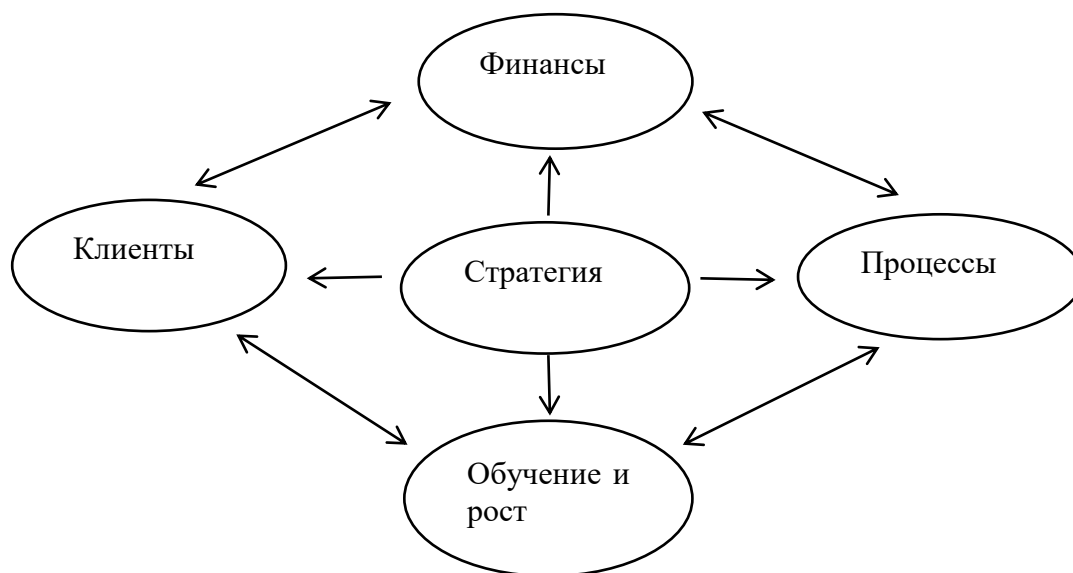 Финансы
Клиенты
Стратегия
Процессы
Обучение и
рост